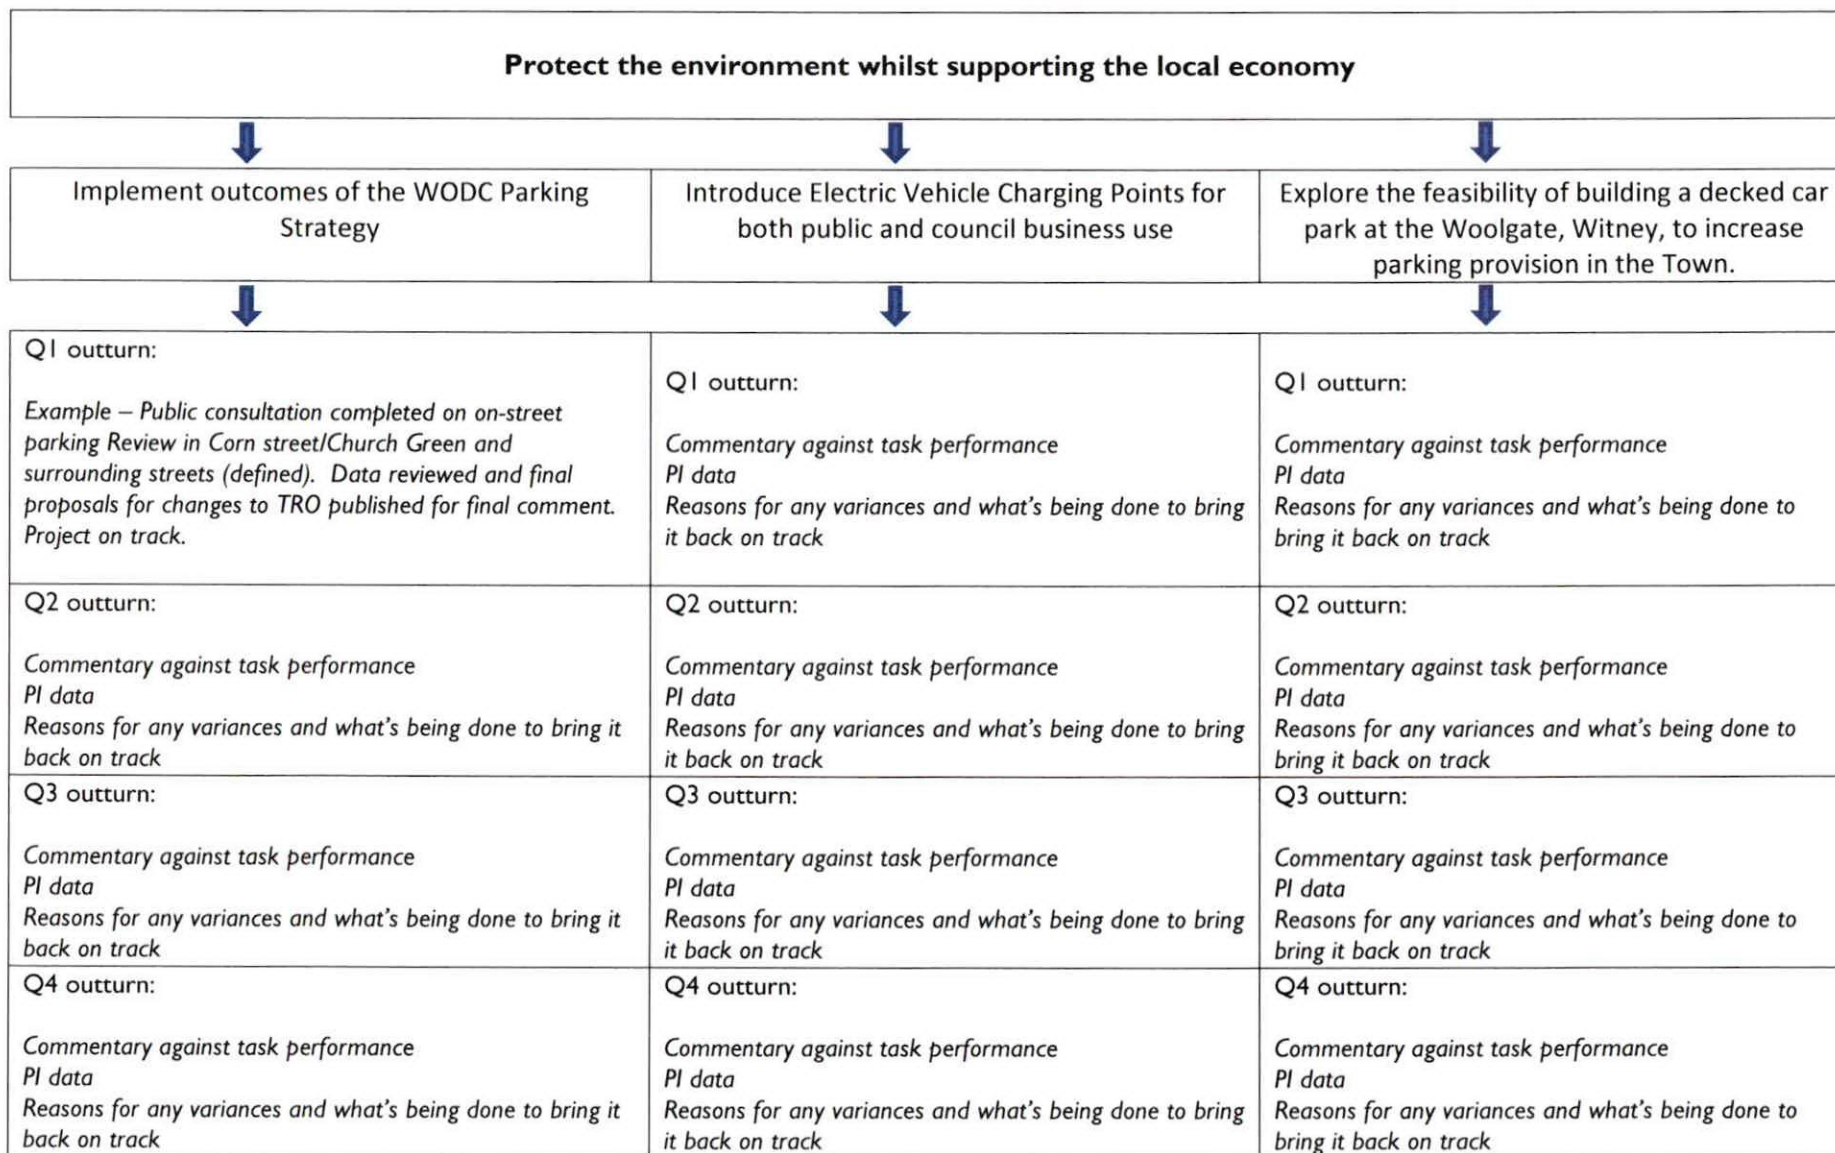 Protect the environment whilst supporting the local economy
Implement outcomes of the WODC Parking
Strategy
Introduce Electric Vehicle Charging Points for
both public and council business use
Explore the feasibility of building a decked car
park at the Woolgate, Witney, to increase
parking provision in the Town.
Q1 outturn:
Example – Public consultation completed on on-street
parking Review in Corn street/Church Green and
surrounding streets (defined). Data reviewed and final
proposals for changes to TRO published for final comment.
Project on track.
Q1 outturn:
Commentary against task performance
PI data
Reasons for any variances and what's being done to bring
it back on track
Q1 outturn:
Commentary against task performance
PI data
Reasons for any variances and what's being done to
bring it back on track
Q2 outturn:
Commentary against task performance
PI data
Reasons for any variances and what's being done to bring it
back on track
Q2 outturn:
Commentary against task performance
PI data
Reasons for any variances and what's being done to bring
it back on track
Q2 outturn:
Commentary against task performance
PI data
Reasons for any variances and what's being done to
bring it back on track
Q3 outturn:
Commentary against task performance
PI data
Reasons for any variances and what's being done to bring it
back on track
Q3 outturn:
Commentary against task performance
PI data
Reasons for any variances and what's being done to bring
it back on track
Q3 outturn:
Commentary against task performance
PI data
Reasons for any variances and what's being done to
bring it back on track
Q4 outturn:
Commentary against task performance
PI data
Reasons for any variances and what's being done to bring it
back on track
Q4 outturn:
Commentary against task performance
PI data
Reasons for any variances and what's being done to bring
it back on track
Q4 outturn:
Commentary against task performance
PI data
Reasons for any variances and what's being done to
bring it back on track